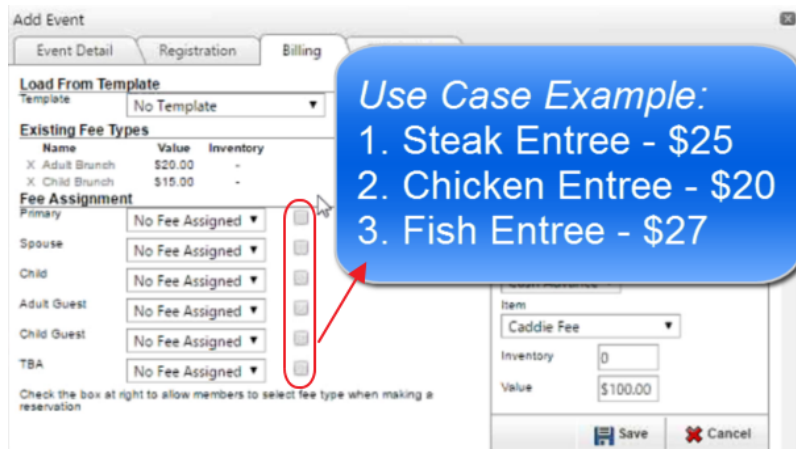 Add Event
Event Detail Registration Billing
Load From Template
Template No Template
Existing Fee Types
Name Value Inventory
X Adult Brunch $20.00 -
X Child Brunch $15.00 -
Fee Assignment
Primary No Fee Assigned
Spouse No Fee Assigned
Child No Fee Assigned
Adult Guest No Fee Assigned
Child Guest No Fee Assigned
TBA No Fee Assigned
Check the box at right to allow members to select fee type when making a
reservation
Use Case Example:
1. Steak Entree - $25
2. Chicken Entree - $20
3. Fish Entree - $27
Cash Advance
Item
Caddie Fee
Inventory 0
Value $100.00
Save Cancel